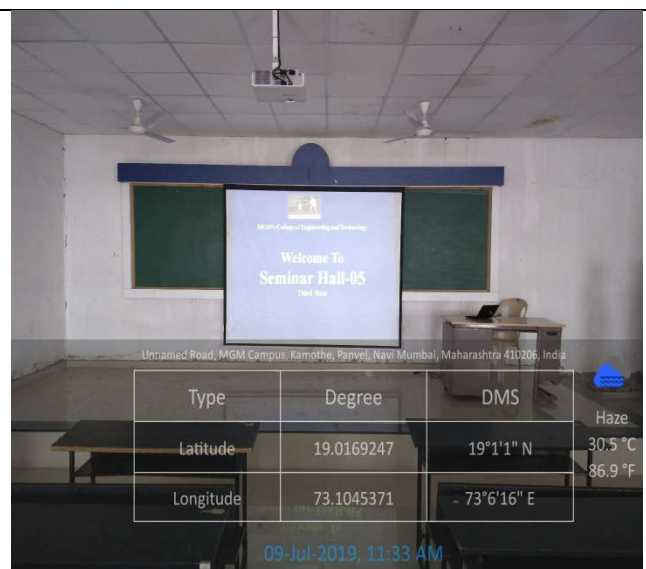 MGM's College of Engineering and Technology
Welcome To
Seminar Hall-05
Third floor
Unnamed Road, MGM Campus, Kamothe, Panvel, Navi Mumbai, Maharashtra 410206, India
Type Degree DMS
Haze
Latitude 19.0169247 19°1'1" N
30.5 °C
86.9 °F
Longitude 73.1045371 73°6'16" E
09-Jul-2019, 11:33 AM